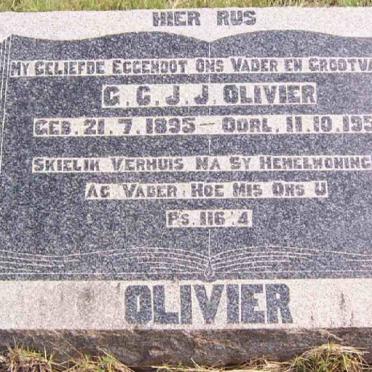 HIER RUS
MY GELIEFDE EGGENOOT ONS VADER EN GROOTVA
G. C. J. J. OLIVIER
GEB. 21.7.1895 — OORL. 11.10.195
SKIELIK VERHUIS NA SY HEMELWONING
AG VADER HOE MIS ONS U
PS. 116 4
OLIVIER